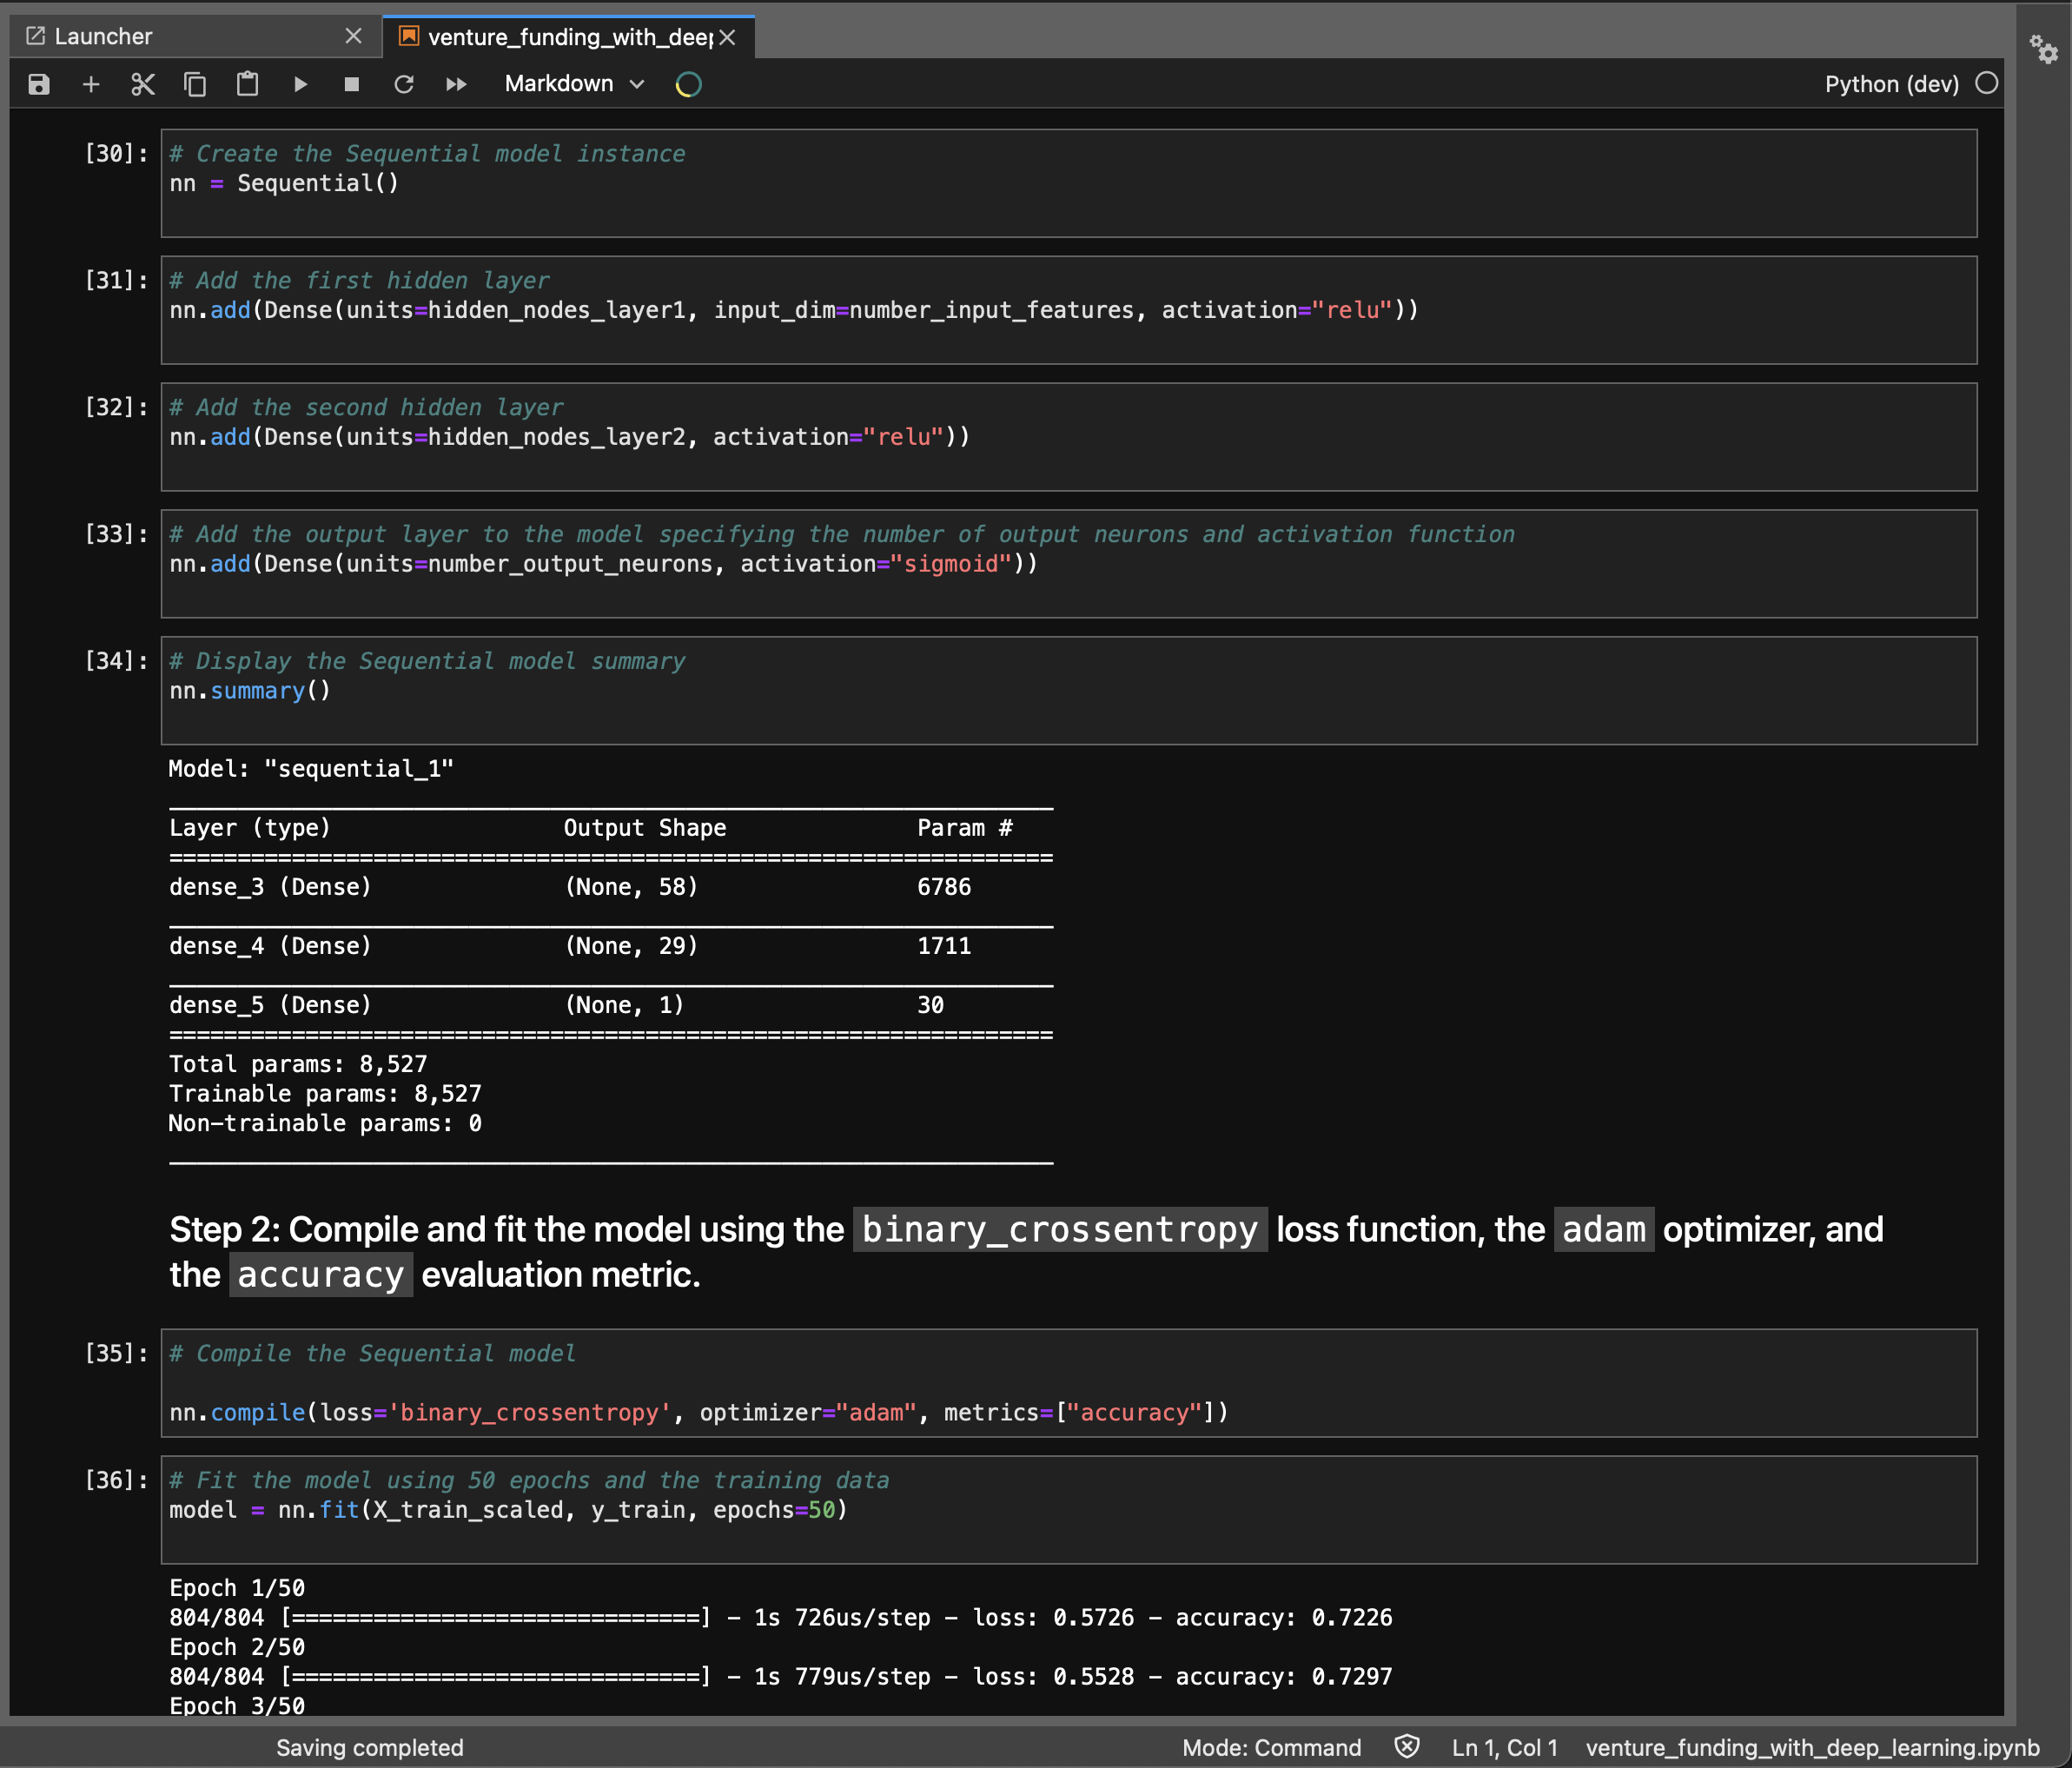 Launcher
venture_funding_with_deep
Markdown
Python (dev)
[30]:
# Create the Sequential model instance
nn = Sequential()
[31]:
# Add the first hidden layer
nn.add(Dense(units=hidden_nodes_layer1, input_dim=number_input_features, activation="relu"))
[32]:
# Add the second hidden layer
nn.add(Dense(units=hidden_nodes_layer2, activation="relu"))
[33]:
# Add the output layer to the model specifying the number of output neurons and activation function
nn.add(Dense(units=number_output_neurons, activation="sigmoid"))
[34]:
# Display the Sequential model summary
nn.summary()
Model: "sequential_1"
_________________________________________________________________
Layer (type)                 Output Shape              Param #
=================================================================
dense_3 (Dense)              (None, 58)                6786
_________________________________________________________________
dense_4 (Dense)              (None, 29)                1711
_________________________________________________________________
dense_5 (Dense)              (None, 1)                 30
=================================================================
Total params: 8,527
Trainable params: 8,527
Non-trainable params: 0
_________________________________________________________________
Step 2: Compile and fit the model using the binary_crossentropy loss function, the adam optimizer, and
the accuracy evaluation metric.
[35]:
# Compile the Sequential model
nn.compile(loss='binary_crossentropy', optimizer="adam", metrics=["accuracy"])
[36]:
# Fit the model using 50 epochs and the training data
model = nn.fit(X_train_scaled, y_train, epochs=50)
Epoch 1/50
804/804 [==============================] - 1s 726us/step - loss: 0.5726 - accuracy: 0.7226
Epoch 2/50
804/804 [==============================] - 1s 779us/step - loss: 0.5528 - accuracy: 0.7297
Epoch 3/50
Saving completed
Mode: Command
Ln 1, Col 1
venture_funding_with_deep_learning.ipynb